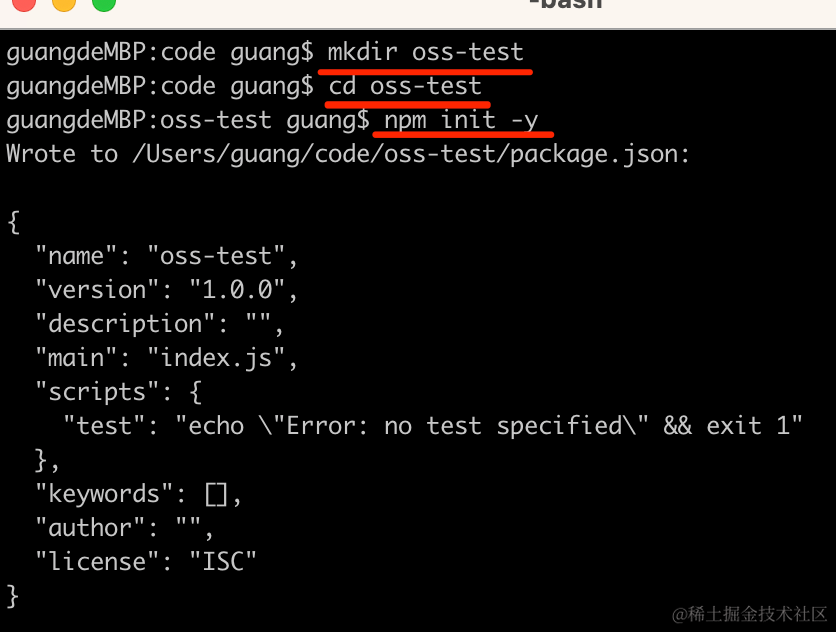 -bash
guangdeMBP:code guang$ mkdir oss-test
guangdeMBP:code guang$ cd oss-test
guangdeMBP:oss-test guang$ npm init -y
Wrote to /Users/guang/code/oss-test/package.json:
{
  "name": "oss-test",
  "version": "1.0.0",
  "description": "",
  "main": "index.js",
  "scripts": {
    "test": "echo \"Error: no test specified\" && exit 1"
  },
  "keywords": [],
  "author": "",
  "license": "ISC"
}
@稀土掘金技术社区